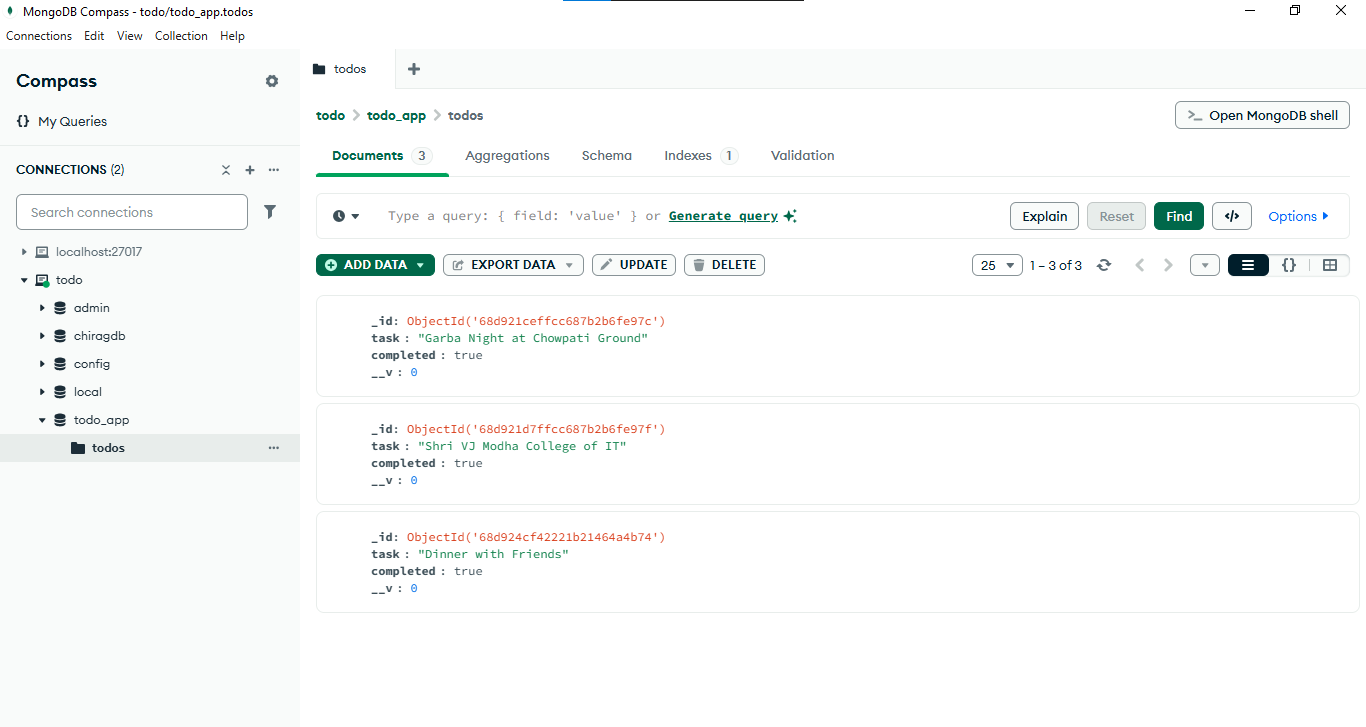 MongoDB Compass - todo/todo_app.todos
Connections Edit View Collection Help
Compass
{} My Queries
CONNECTIONS (2)
Search connections
localhost:27017
todo
admin
chiragdb
config
local
todo_app
todos
todos
todo > todo_app > todos
>_ Open MongoDB shell
Documents 3 Aggregations Schema Indexes 1 Validation
Type a query: { field: 'value' } or Generate query
Explain Reset Find </> Options
ADD DATA EXPORT DATA UPDATE DELETE
25 1 – 3 of 3 {}
_id: ObjectId('68d921ceffcc687b2b6fe97c')
task : "Garba Night at Chowpati Ground"
completed : true
__v : 0
_id: ObjectId('68d921d7ffcc687b2b6fe97f')
task : "Shri VJ Modha College of IT"
completed : true
__v : 0
_id: ObjectId('68d924cf42221b21464a4b74')
task : "Dinner with Friends"
completed : true
__v : 0